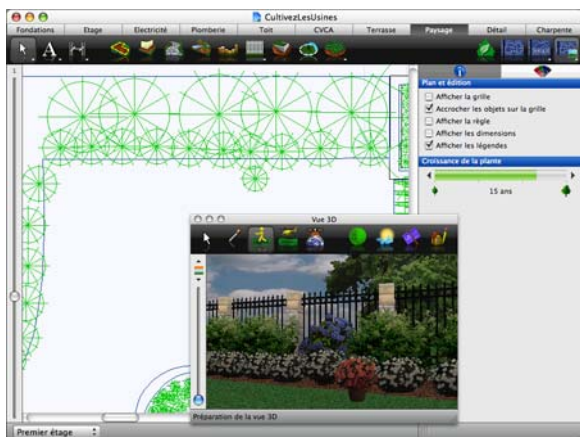 CultivezLesUsines
Fondations Etage Electricité Plomberie Toit CVCA Terrasse Paysage Détail Charpente
A
1
Plan et édition
Afficher la grille
Accrocher les objets sur la grille
Afficher la règle
Afficher les dimensions
Afficher les légendes
Croissance de la plante
15 ans
Vue 3D
Préparation de la vue 3D
Premier étage